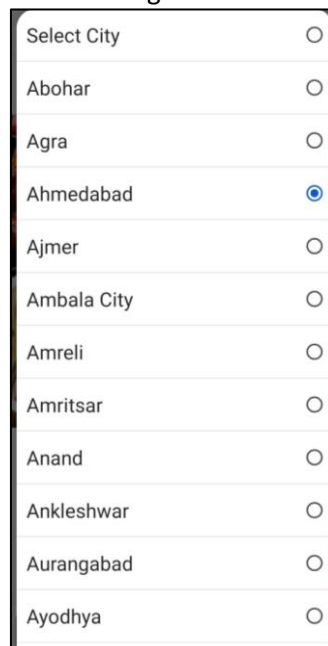 Select City
Abohar
Agra
Ahmedabad
Ajmer
Ambala City
Amreli
Amritsar
Anand
Ankleshwar
Aurangabad
Ayodhya